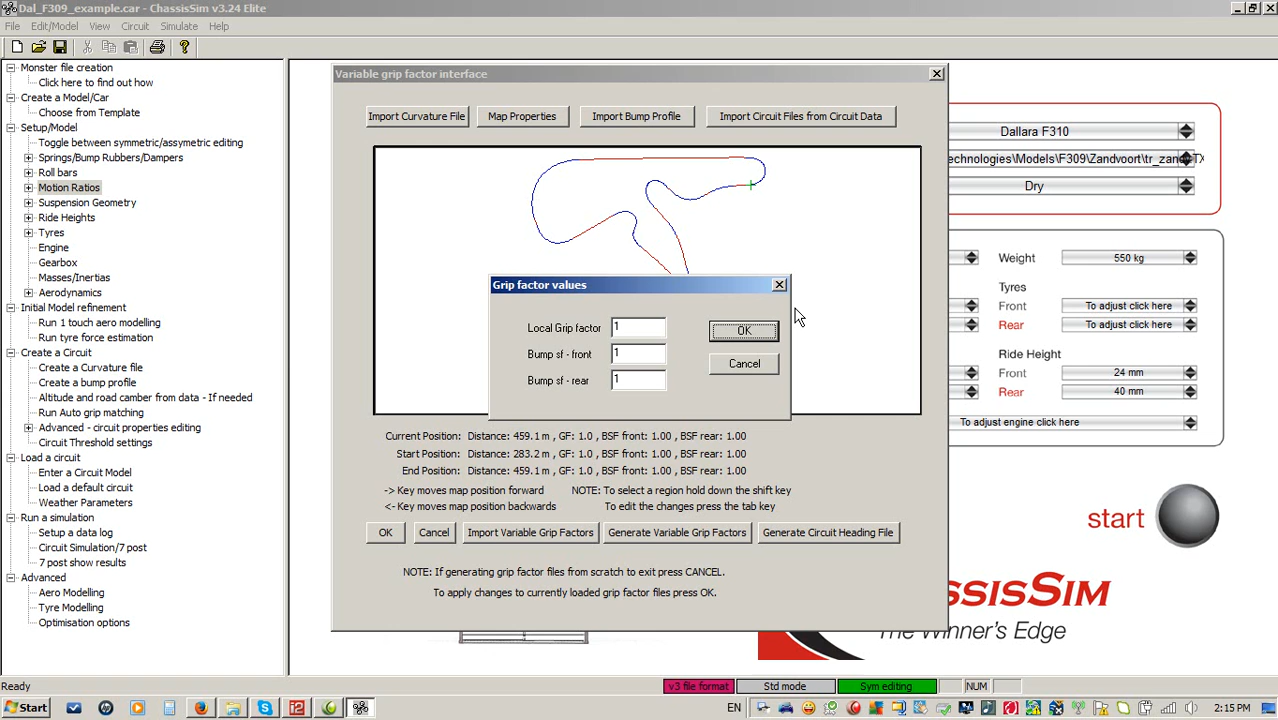 Dal_F309_example.car - ChassisSim v3.24 Elite
File Edit/Model View Circuit Simulate Help
Monster file creation
Click here to find out how
Create a Model/Car
Choose from Template
Setup/Model
Toggle between symmetric/assymetric editing
Springs/Bump Rubbers/Dampers
Roll bars
Motion Ratios
Suspension Geometry
Ride Heights
Tyres
Engine
Gearbox
Masses/Inertias
Aerodynamics
Initial Model refinement
Run 1 touch aero modelling
Run tyre force estimation
Create a Circuit
Create a Curvature file
Create a bump profile
Altitude and road camber from data - If needed
Run Auto grip matching
Advanced - circuit properties editing
Circuit Threshold settings
Load a circuit
Enter a Circuit Model
Load a default circuit
Weather Parameters
Run a simulation
Setup a data log
Circuit Simulation/7 post
7 post show results
Advanced
Aero Modelling
Tyre Modelling
Optimisation options
Variable grip factor interface
Import Curvature File Map Properties Import Bump Profile Import Circuit Files from Circuit Data
Grip factor values
Local Grip factor 1 OK
Bump sf - front 1
Cancel
Bump sf - rear 1
Current Position: Distance: 459.1 m , GF: 1.0 , BSF front: 1.00 , BSF rear: 1.00
Start Position: Distance: 283.2 m , GF: 1.0 , BSF front: 1.00 , BSF rear: 1.00
End Position: Distance: 459.1 m , GF: 1.0 , BSF front: 1.00 , BSF rear: 1.00
-> Key moves map position forward NOTE: To select a region hold down the shift key
<- Key moves map position backwards To edit the changes press the tab key
OK Cancel Import Variable Grip Factors Generate Variable Grip Factors Generate Circuit Heading File
NOTE: If generating grip factor files from scratch to exit press CANCEL.
To apply changes to currently loaded grip factor files press OK.
Dallara F310
echnologies\Models\F309\Zandvoort\tr_zandvTX
Dry
Weight 550 kg
Tyres
Front To adjust click here
Rear To adjust click here
Ride Height
Front 24 mm
Rear 40 mm
To adjust engine click here
start
assisSim
The Winner's Edge
Ready v3 file format Std mode Sym editing NUM
Start EN 2:15 PM